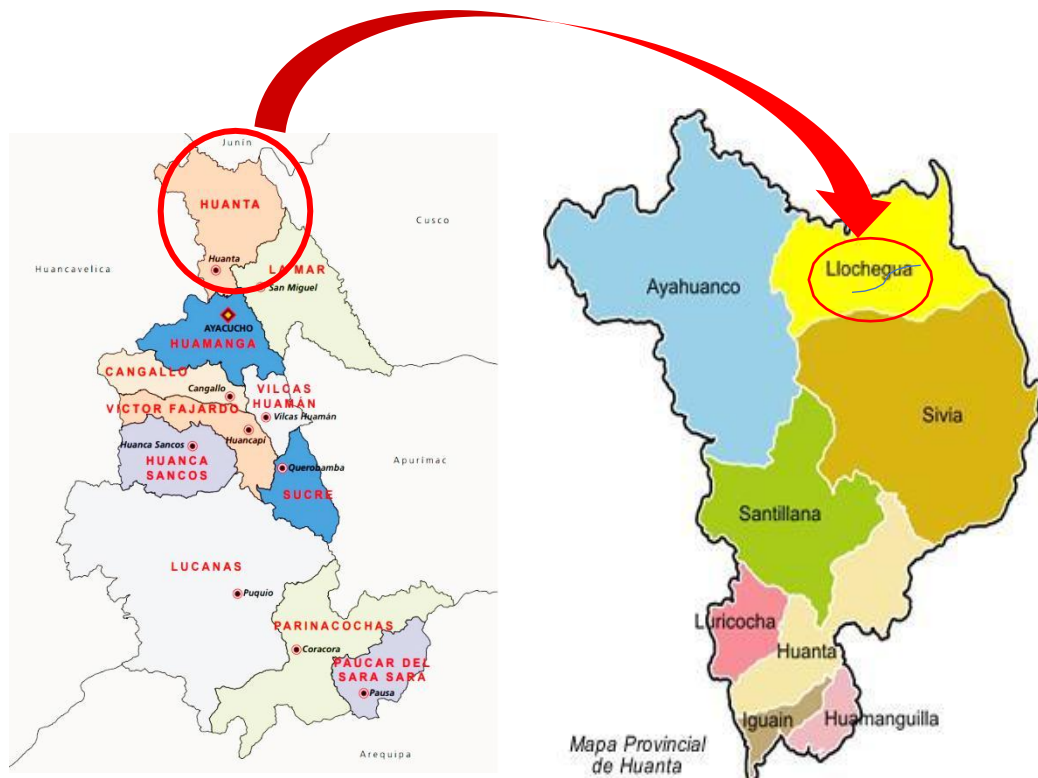 Junín
HUANTA
Cusco
Huanta
Huancavelica
LA MAR
San Miguel
AYACUCHO
HUAMANGA
CANGALLO
Cangallo
VILCAS
HUAMÁN
VICTOR FAJARDO
Vilcas Huamán
Huancapi
Huanca Sancos
HUANCA
SANCOS
Apurímac
Querobamba
SUCRE
LUCANAS
Puquio
PARINACOCHAS
Coracora
PAUCAR DEL
SARA SARA
Pausa
Arequipa
Llochegua
Ayahuanco
Sivia
Santillana
Luricocha
Huanta
Iguain
Huamanguilla
Mapa Provincial
de Huanta